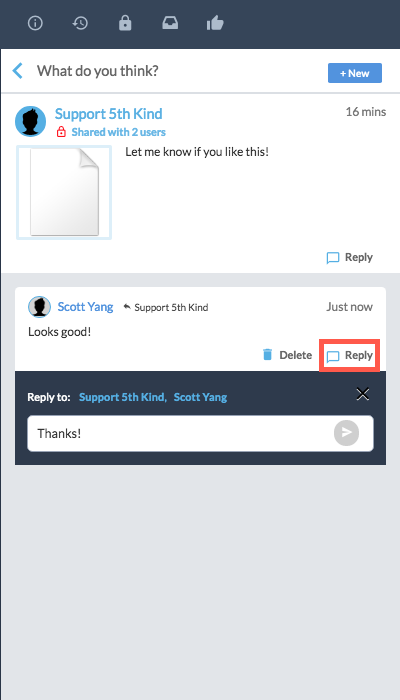 What do you think?
+ New
Support 5th Kind
16 mins
Shared with 2 users
Let me know if you like this!
Reply
Scott Yang
Support 5th Kind
Just now
Looks good!
Delete
Reply
Reply to: Support 5th Kind, Scott Yang
Thanks!